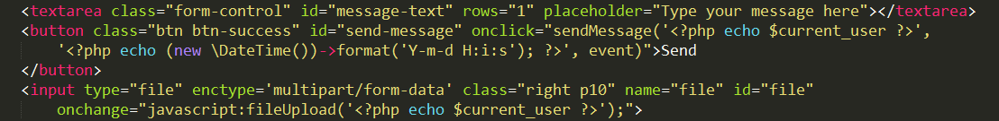 <textarea class="form-control" id="message-text" rows="1" placeholder="Type your message here"></textarea>
<button class="btn btn-success" id="send-message" onclick="sendMessage('<?php echo $current_user ?>',
'<?php echo (new \DateTime())->format('Y-m-d H:i:s'); ?>', event)">Send
</button>
<input type="file" enctype='multipart/form-data' class="right p10" name="file" id="file"
onchange="javascript:fileUpload('<?php echo $current_user ?>');">